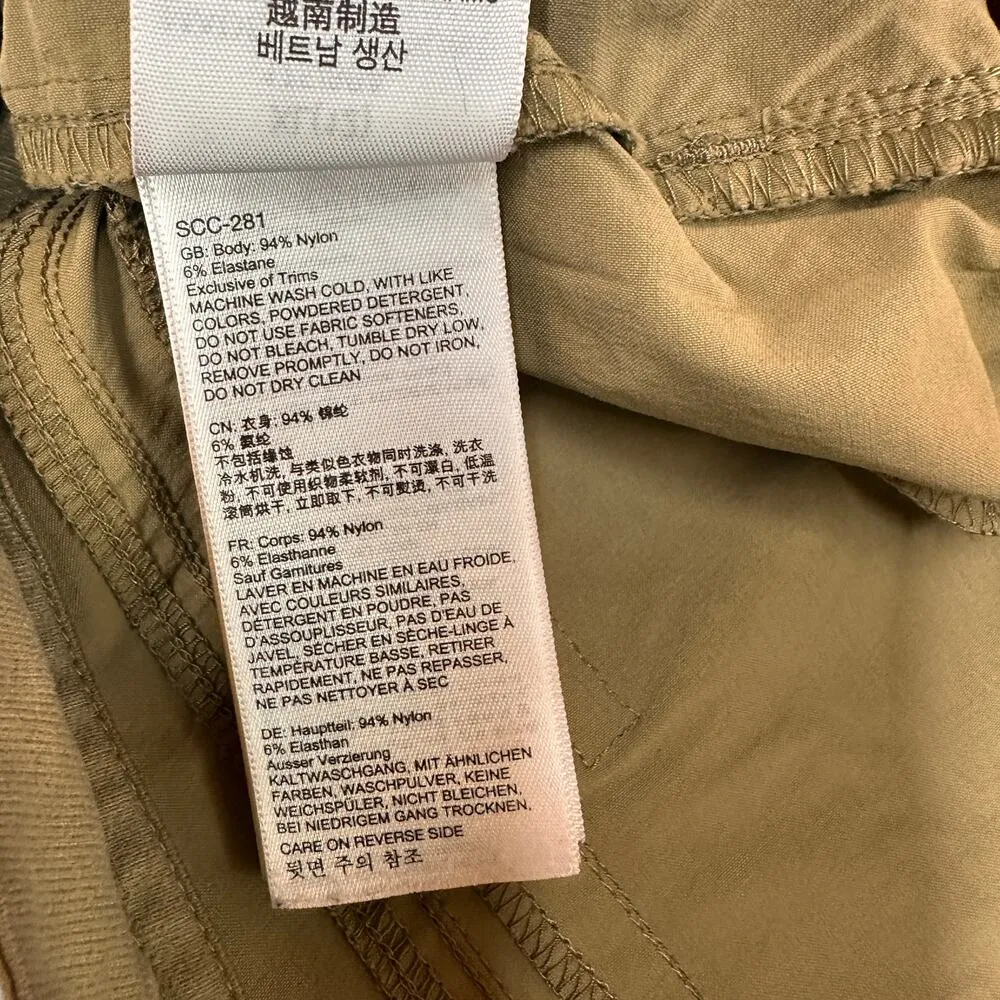 越南制造
베트남 생산
SCC-281
GB: Body: 94% Nylon
6% Elastane
Exclusive of Trims
MACHINE WASH COLD, WITH LIKE
COLORS, POWDERED DETERGENT,
DO NOT USE FABRIC SOFTENERS,
DO NOT BLEACH, TUMBLE DRY LOW,
REMOVE PROMPTLY, DO NOT IRON,
DO NOT DRY CLEAN
CN: 衣身: 94% 锦纶
6% 氨纶
不包括缘蚀
冷水机洗, 与类似色衣物同时洗涤, 洗衣
粉, 不可使用织物柔软剂, 不可漂白, 低温
滚筒烘干, 立即取下, 不可熨烫, 不可干洗
FR: Corps: 94% Nylon
6% Elasthanne
Sauf Garnitures
LAVER EN MACHINE EN EAU FROIDE,
AVEC COULEURS SIMILAIRES,
DÉTERGENT EN POUDRE, PAS
D'ASSOUPLISSEUR, PAS D'EAU DE
JAVEL, SÉCHER EN SÈCHE-LINGE À
TEMPÉRATURE BASSE, RETIRER
RAPIDEMENT, NE PAS REPASSER,
NE PAS NETTOYER À SEC
DE: Hauptteil: 94% Nylon
6% Elasthan
Ausser Verzierung
KALTWASCHGANG, MIT ÄHNLICHEN
FARBEN, WASCHPULVER, KEINE
WEICHSPÜLER, NICHT BLEICHEN,
BEI NIEDRIGEM GANG TROCKNEN,
CARE ON REVERSE SIDE
뒷면 주의 참조